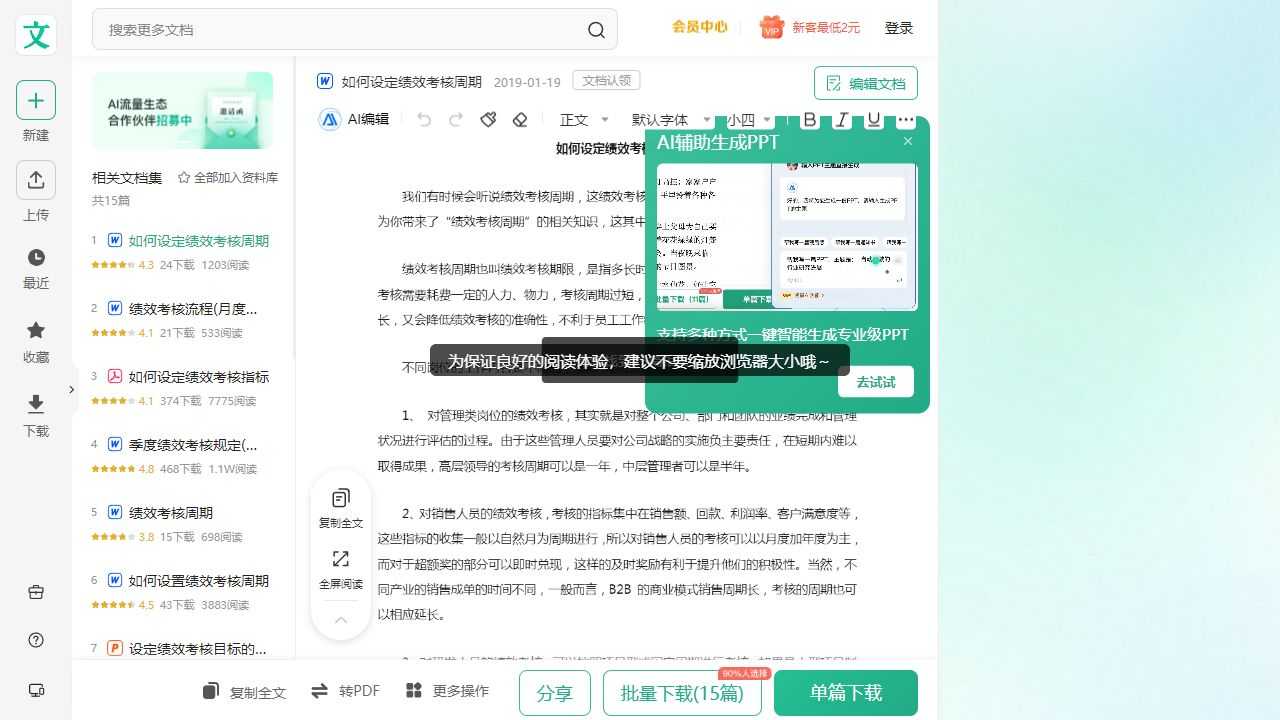 文
搜索更多文档
会员中心
VIP
新客最低2元
登录
新建
上传
最近
收藏
下载
AI流量生态
合作伙伴招募中
邀请函
相关文档集
全部加入资料库
共15篇
1 W 如何设定绩效考核周期
4.3 24下载 1203阅读
2 W 绩效考核流程(月度...
4.1 21下载 533阅读
3 如何设定绩效考核指标
4.1 374下载 7775阅读
4 W 季度绩效考核规定(...
4.8 468下载 1.1W阅读
5 W 绩效考核周期
3.8 15下载 698阅读
6 W 如何设置绩效考核周期
4.5 43下载 3883阅读
7 P 设定绩效考核目标的...
W 如何设定绩效考核周期 2019-01-19 文档认领
编辑文档
AI编辑 正文 默认字体 小四 B I U ...
如何设定绩效考
我们有时候会听说绩效考核周期，这绩效考核
为你带来了“绩效考核周期”的相关知识，这其中
绩效考核周期也叫绩效考核期限，是指多长时
考核需要耗费一定的人力、物力，考核周期过短，
长，又会降低绩效考核的准确性，不利于员工工作
不同
AI辅助生成PPT
批量下载
支持多种方式一键智能生成专业级PPT
去试试
为保证良好的阅读体验，建议不要缩放浏览器大小哦～
1、 对管理类岗位的绩效考核，其实就是对整个公司、部门和团队的业绩完成和管理
状况进行评估的过程。由于这些管理人员要对公司战略的实施负主要责任，在短期内难以
取得成果，高层领导的考核周期可以是一年，中层管理者可以是半年。
2、对销售人员的绩效考核，考核的指标集中在销售额、回款、利润率、客户满意度等，
这些指标的收集一般以自然月为周期进行，所以对销售人员的考核可以以月度加年度为主，
而对于超额奖的部分可以即时兑现，这样的及时奖励有利于提升他们的积极性。当然，不
同产业的销售成单的时间不同，一般而言，B2B 的商业模式销售周期长，考核的周期也可
以相应延长。
复制全文
全屏阅读
复制全文
转PDF
更多操作
分享
批量下载(15篇)
90%人选择
单篇下载